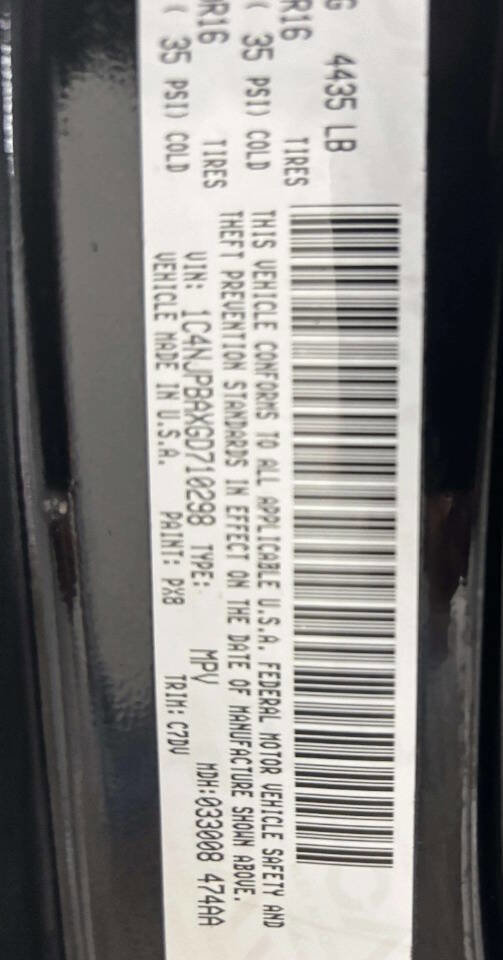 G 4435 LB
R16 TIRES
( 35 PSI) COLD
R16 TIRES
( 35 PSI) COLD
THIS VEHICLE CONFORMS TO ALL APPLICABLE U.S.A. FEDERAL MOTOR VEHICLE SAFETY AND
THEFT PREVENTION STANDARDS IN EFFECT ON THE DATE OF MANUFACTURE SHOWN ABOVE.
VIN: 1C4NJPBAXGD710298 TYPE: MPV MDH:033008 474AA
VEHICLE MADE IN U.S.A. PAINT: PX8 TRIM: C7DV